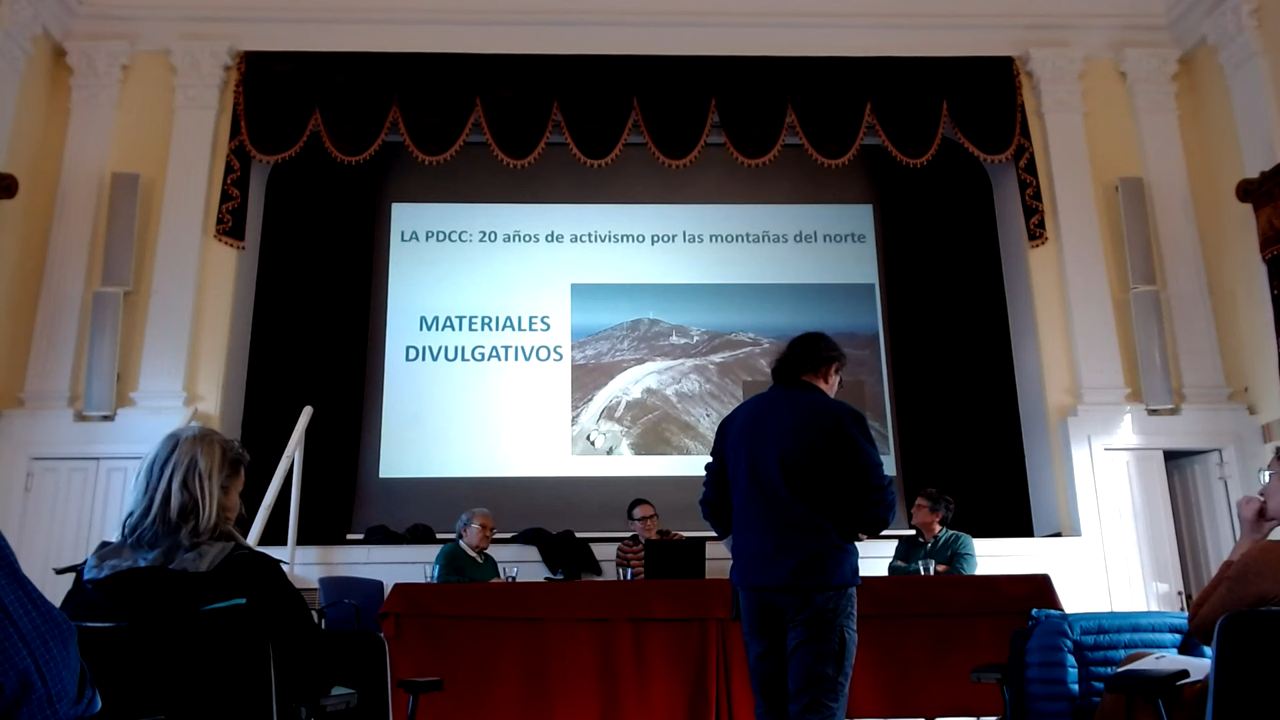 LA PDCC: 20 años de activismo por las montañas del norte
MATERIALES
DIVULGATIVOS